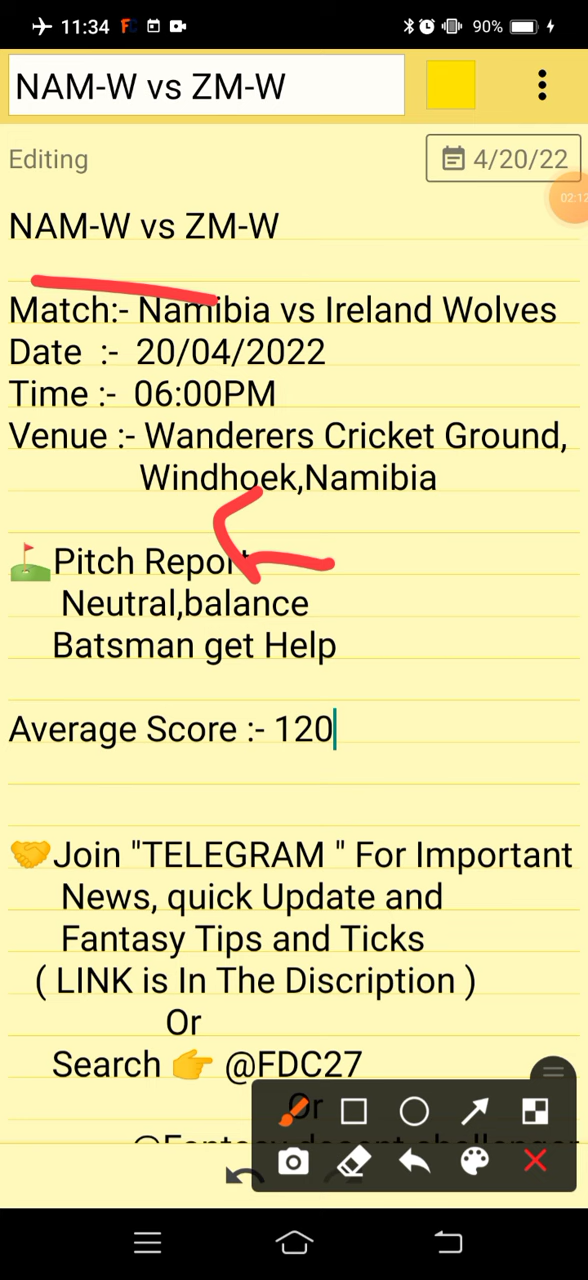 11:34
90%
NAM-W vs ZM-W
Editing
4/20/22
02:12
NAM-W vs ZM-W
Match:- Namibia vs Ireland Wolves
Date :- 20/04/2022
Time :- 06:00PM
Venue :- Wanderers Cricket Ground,
Windhoek,Namibia
Pitch Report
Neutral,balance
Batsman get Help
Average Score :- 120
Join "TELEGRAM " For Important
News, quick Update and
Fantasy Tips and Ticks
( LINK is In The Discription )
Or
Search 👉 @FDC27
Or